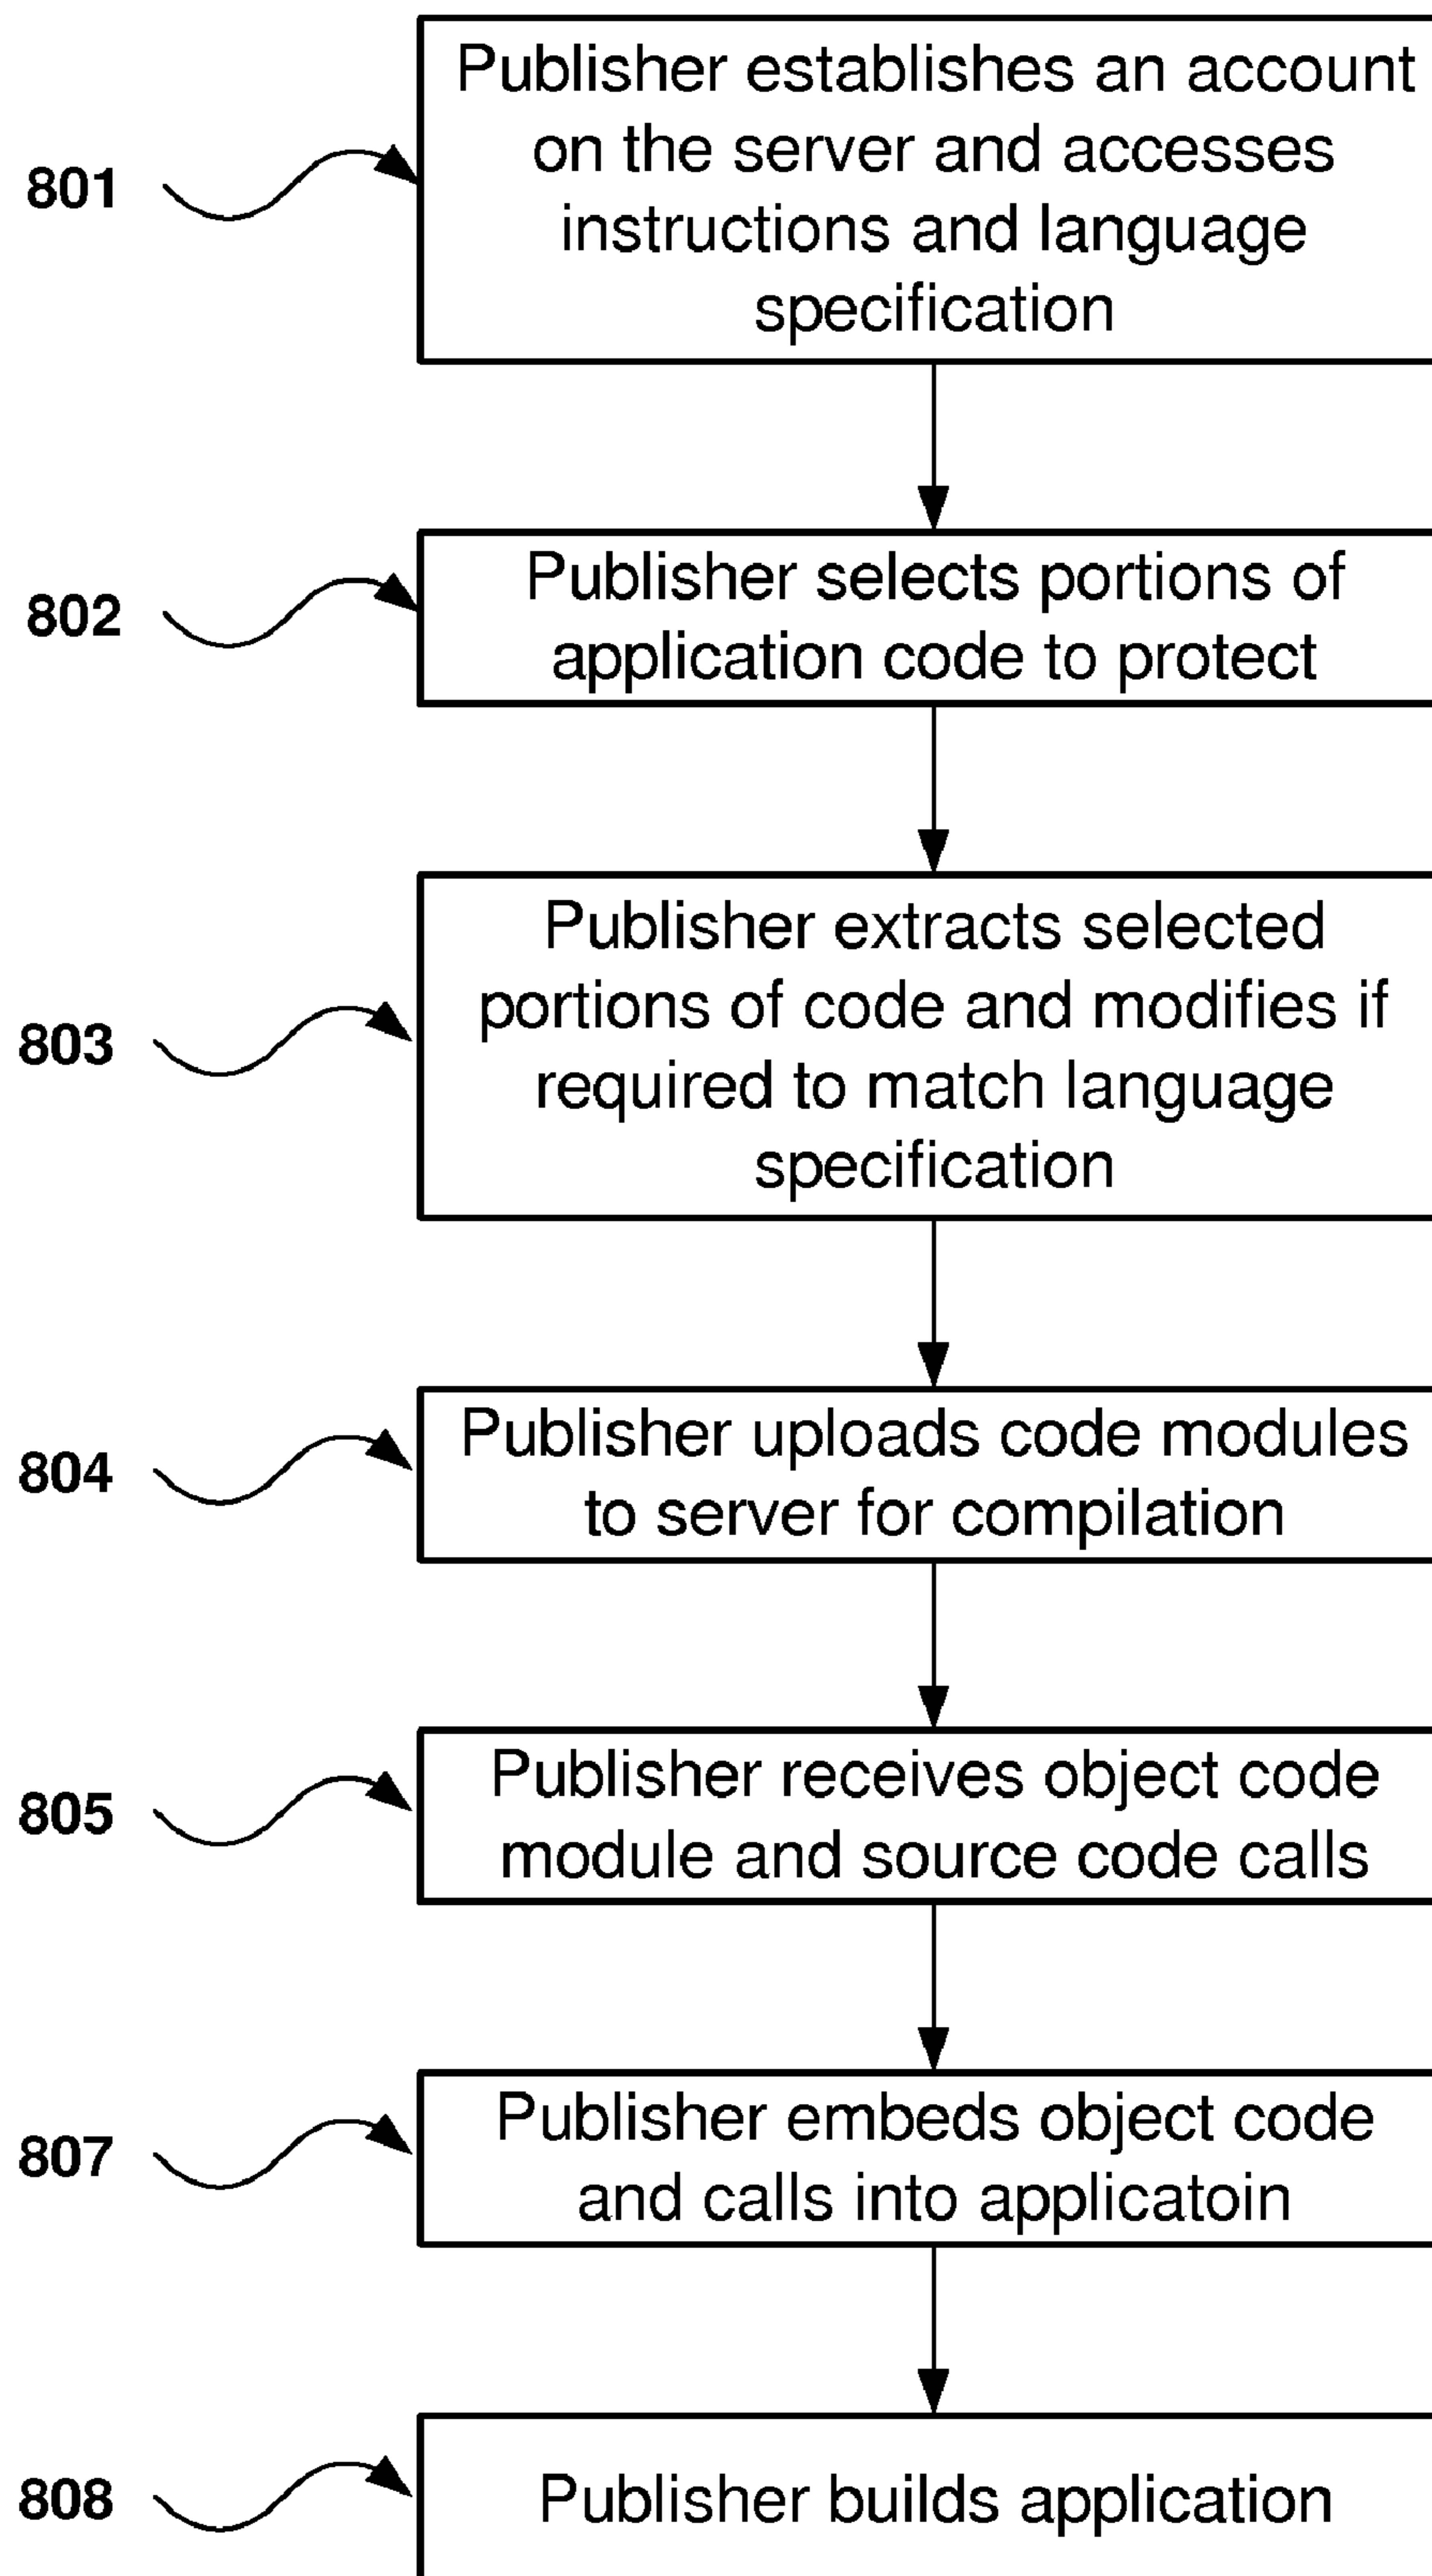 Publisher establishes an account
on the server and accesses
801
instructions and language
specification
Publisher selects portions of
802
application code to protect
Publisher extracts selected
portions of code and modifies if
803
required to match language
specification
Publisher uploads code modules
804
to server for compilation
Publisher receives object code
805
module and source code calls
Publisher embeds object code
807
and calls into applicatoin
808
Publisher builds application